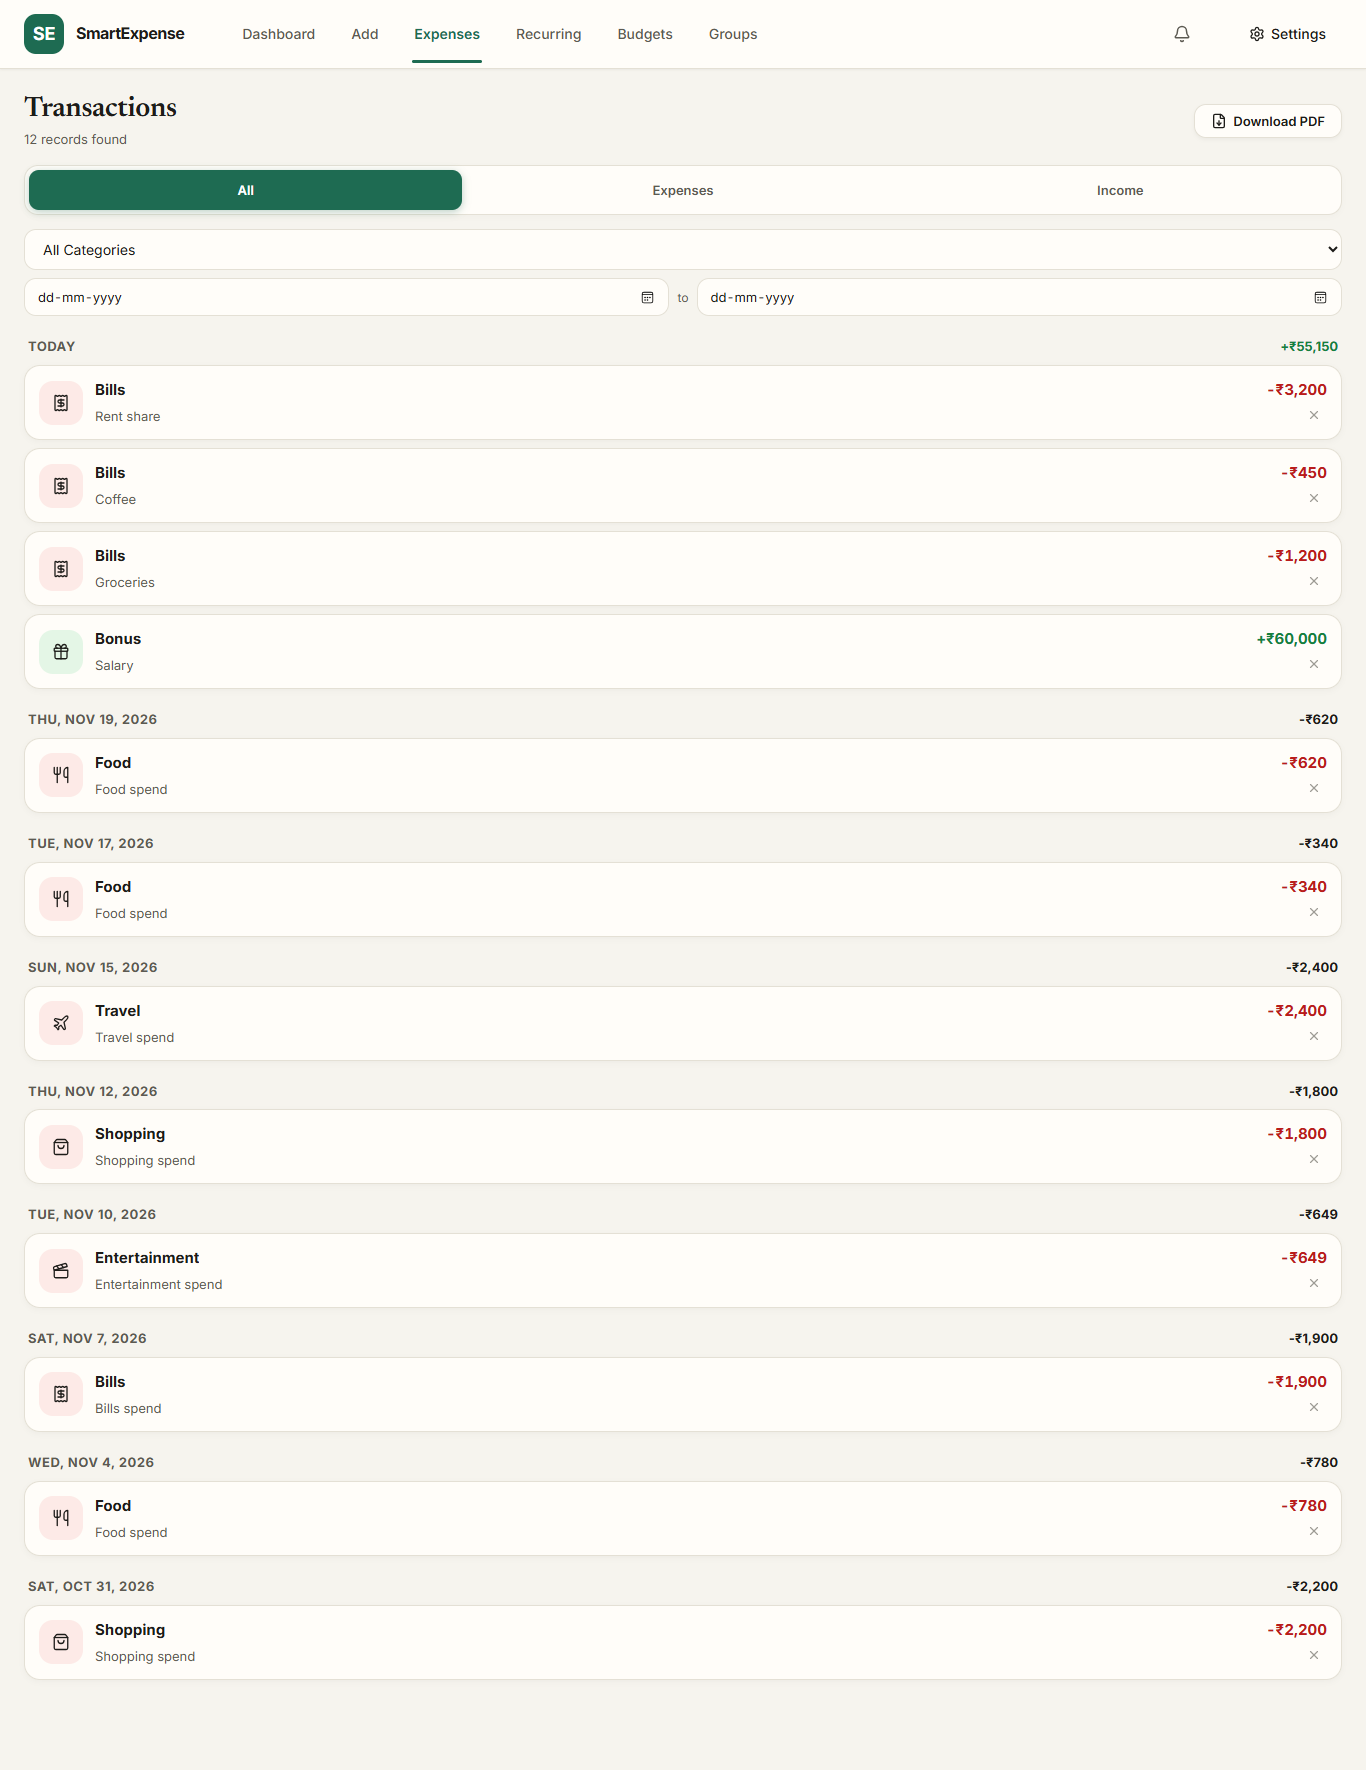 SE SmartExpense Dashboard Add Expenses Recurring Budgets Groups Settings
Transactions
12 records found
Download PDF
All Expenses Income
All Categories
dd-mm-yyyy to dd-mm-yyyy
TODAY +₹55,150
Bills -₹3,200
Rent share
Bills -₹450
Coffee
Bills -₹1,200
Groceries
Bonus +₹60,000
Salary
THU, NOV 19, 2026 -₹620
Food -₹620
Food spend
TUE, NOV 17, 2026 -₹340
Food -₹340
Food spend
SUN, NOV 15, 2026 -₹2,400
Travel -₹2,400
Travel spend
THU, NOV 12, 2026 -₹1,800
Shopping -₹1,800
Shopping spend
TUE, NOV 10, 2026 -₹649
Entertainment -₹649
Entertainment spend
SAT, NOV 7, 2026 -₹1,900
Bills -₹1,900
Bills spend
WED, NOV 4, 2026 -₹780
Food -₹780
Food spend
SAT, OCT 31, 2026 -₹2,200
Shopping -₹2,200
Shopping spend